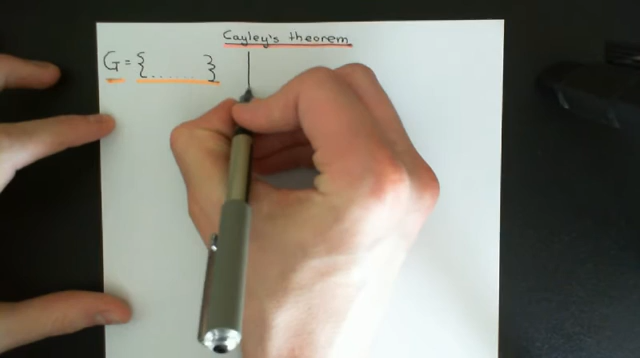 Cayley's theorem
G = { ...... }